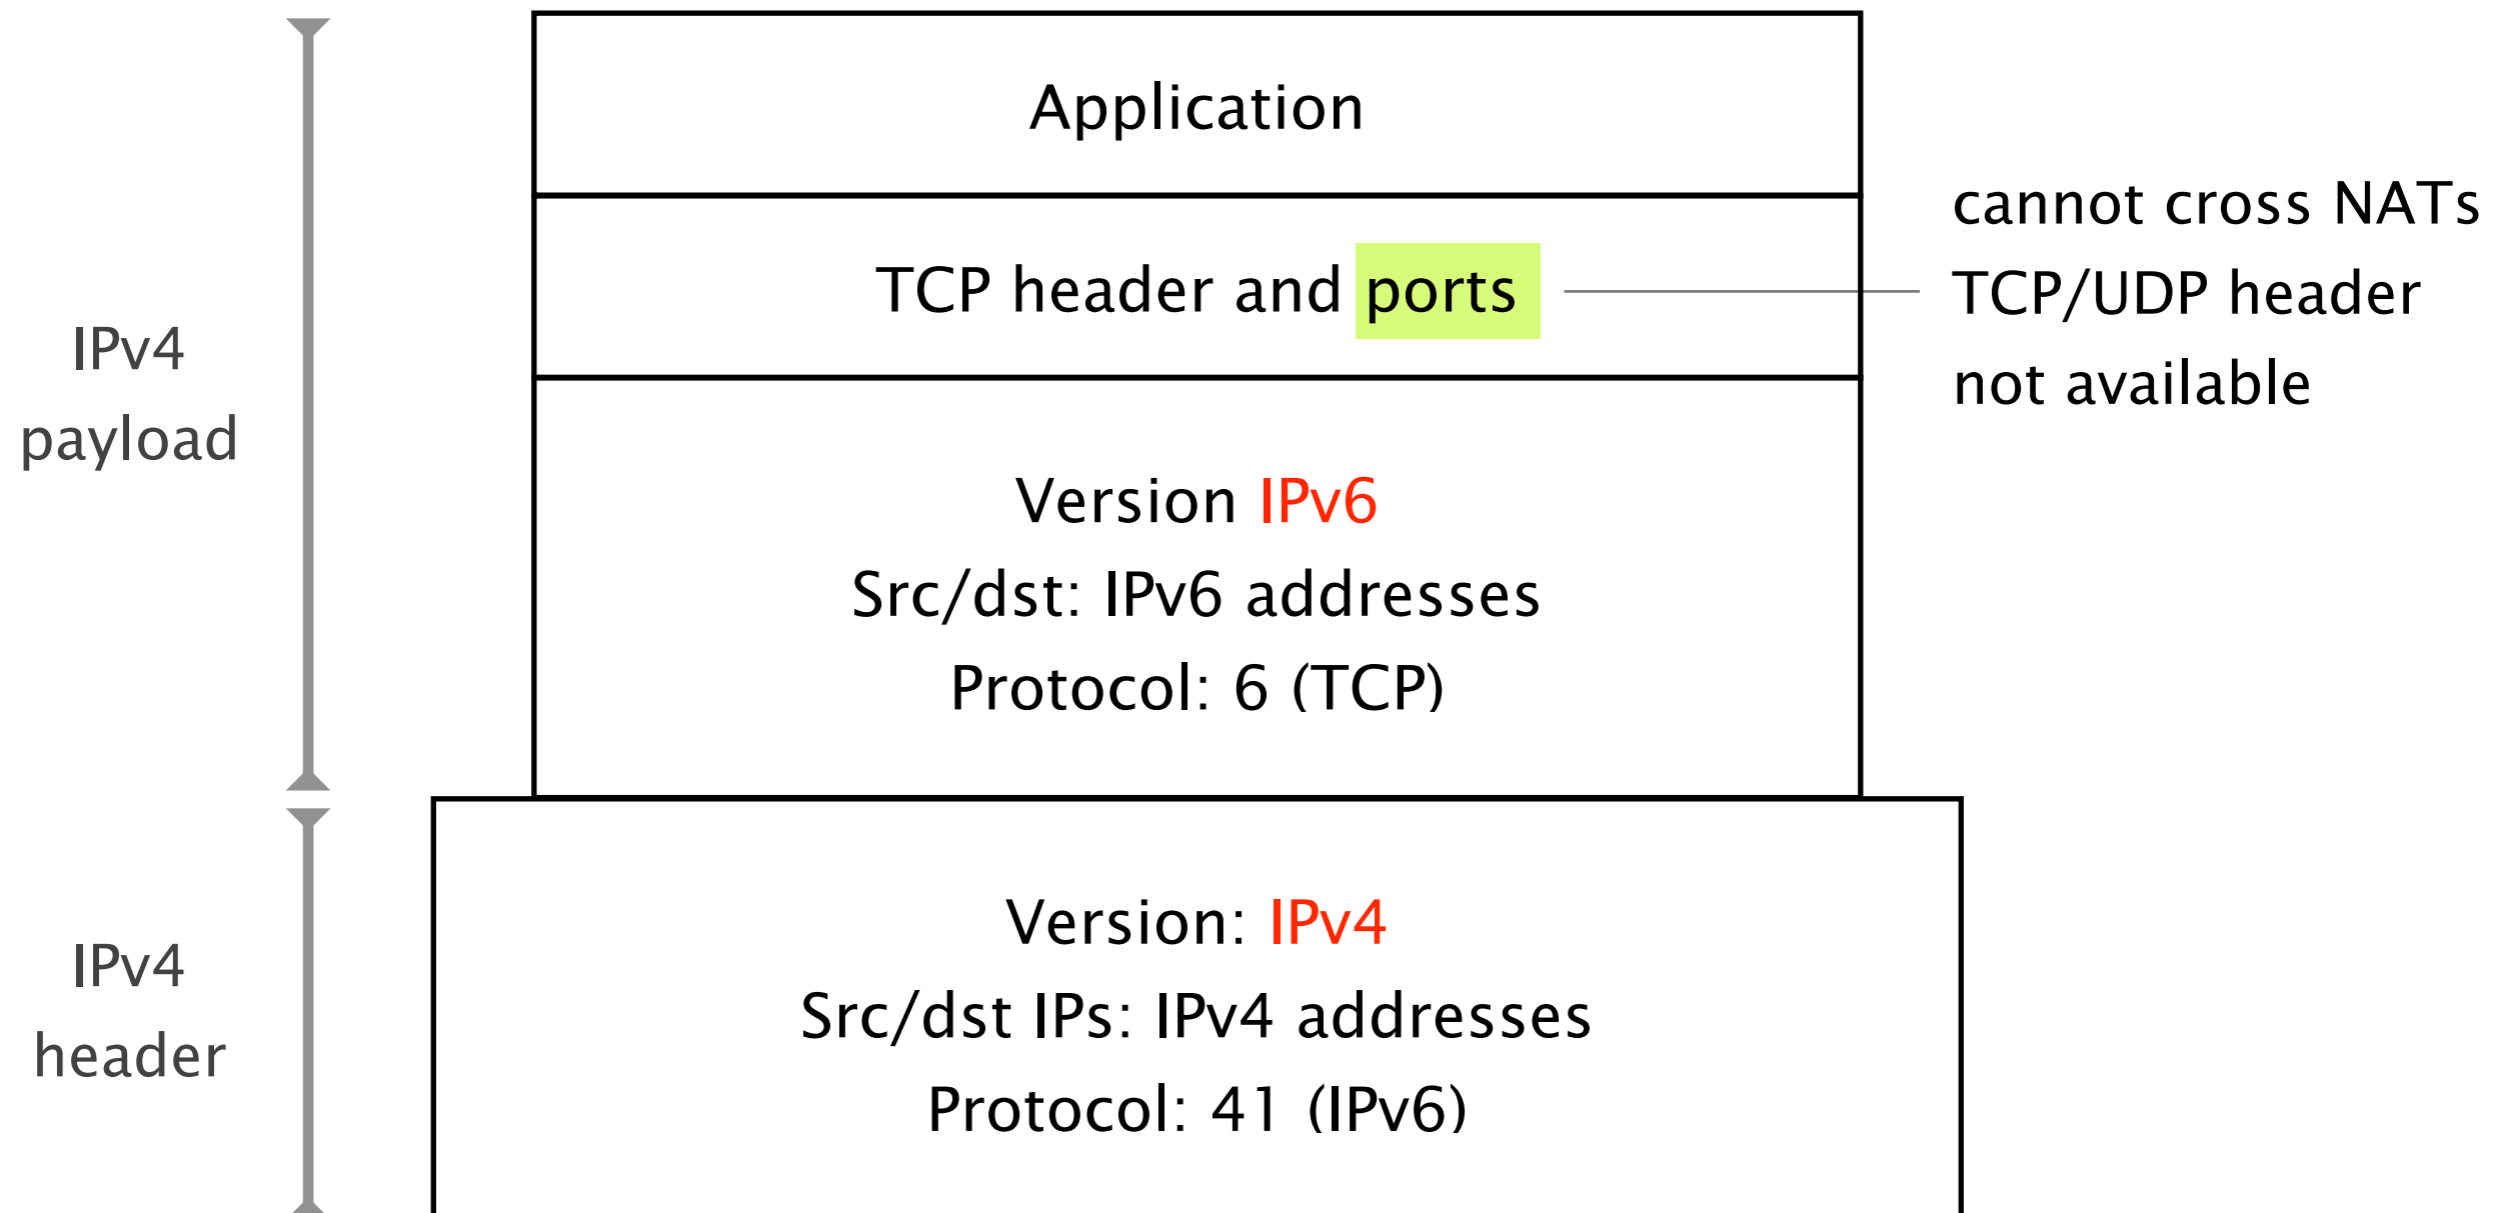 Application
TCP header and ports
cannot cross NATs
TCP/UDP header
not available
IPv4
payload
Version IPv6
Src/dst: IPv6 addresses
Protocol: 6 (TCP)
IPv4
header
Version: IPv4
Src/dst IPs: IPv4 addresses
Protocol: 41 (IPv6)